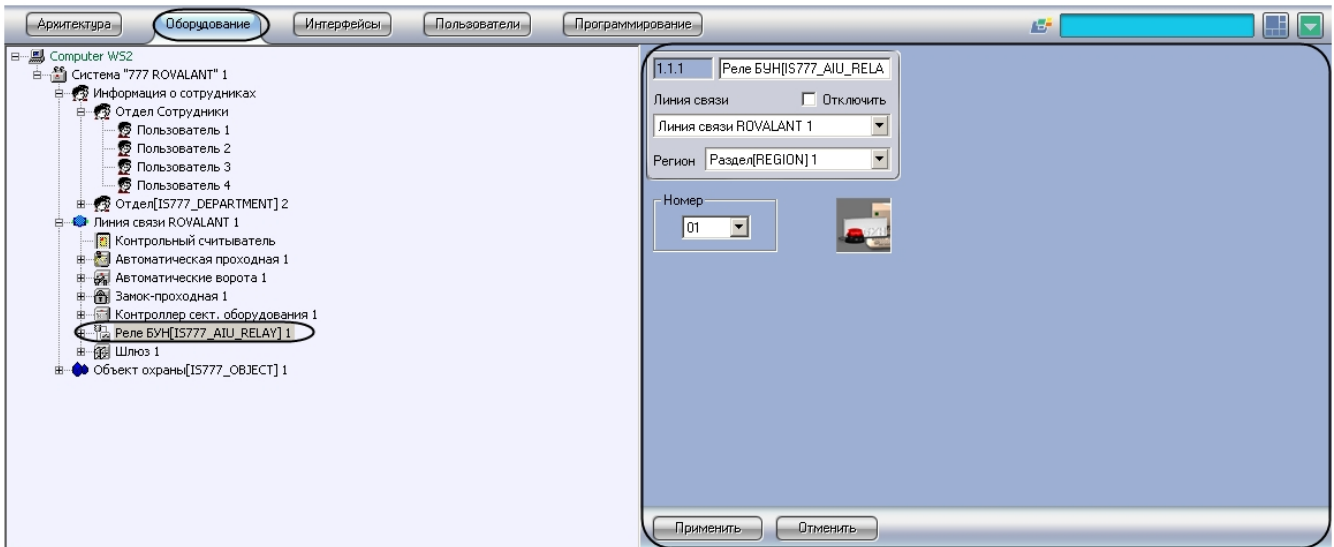 Архитектура Оборудование Интерфейсы Пользователи Программирование
Computer WS2
Система "777 ROVALANT" 1
Информация о сотрудниках
Отдел Сотрудники
Пользователь 1
Пользователь 2
Пользователь 3
Пользователь 4
Отдел[IS777_DEPARTMENT] 2
Линия связи ROVALANT 1
Контрольный считыватель
Автоматическая проходная 1
Автоматические ворота 1
Замок-проходная 1
Контроллер сект. оборудования 1
Реле БУН[IS777_AIU_RELAY] 1
Шлюз 1
Объект охраны[IS777_OBJECT] 1
1.1.1 Реле БУН[IS777_AIU_RELA
Линия связи Отключить
Линия связи ROVALANT 1
Регион Раздел[REGION] 1
Номер
01
Применить Отменить